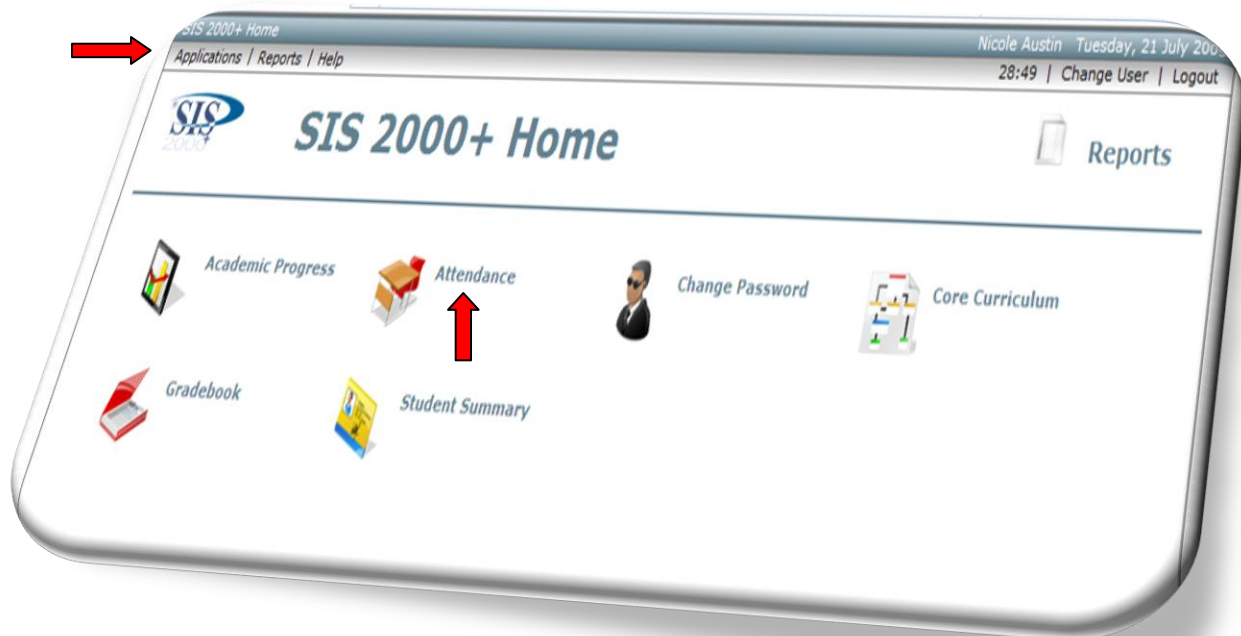 SIS 2000+ Home
Nicole Austin Tuesday, 21 July
Applications | Reports | Help
28:49 | Change User | Logout
SIS
2000+
SIS 2000+ Home
Reports
Academic Progress
Attendance
Change Password
Core Curriculum
Gradebook
Student Summary